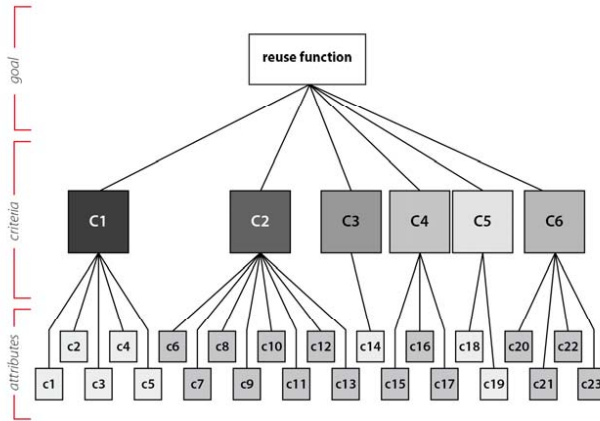 goal
reuse function
criteria
C1 C2 C3 C4 C5 C6
attributes
c2 c4 c6 c8 c10 c12 c14 c16 c18 c20 c22
c1 c3 c5 c7 c9 c11 c13 c15 c17 c19 c21 c23